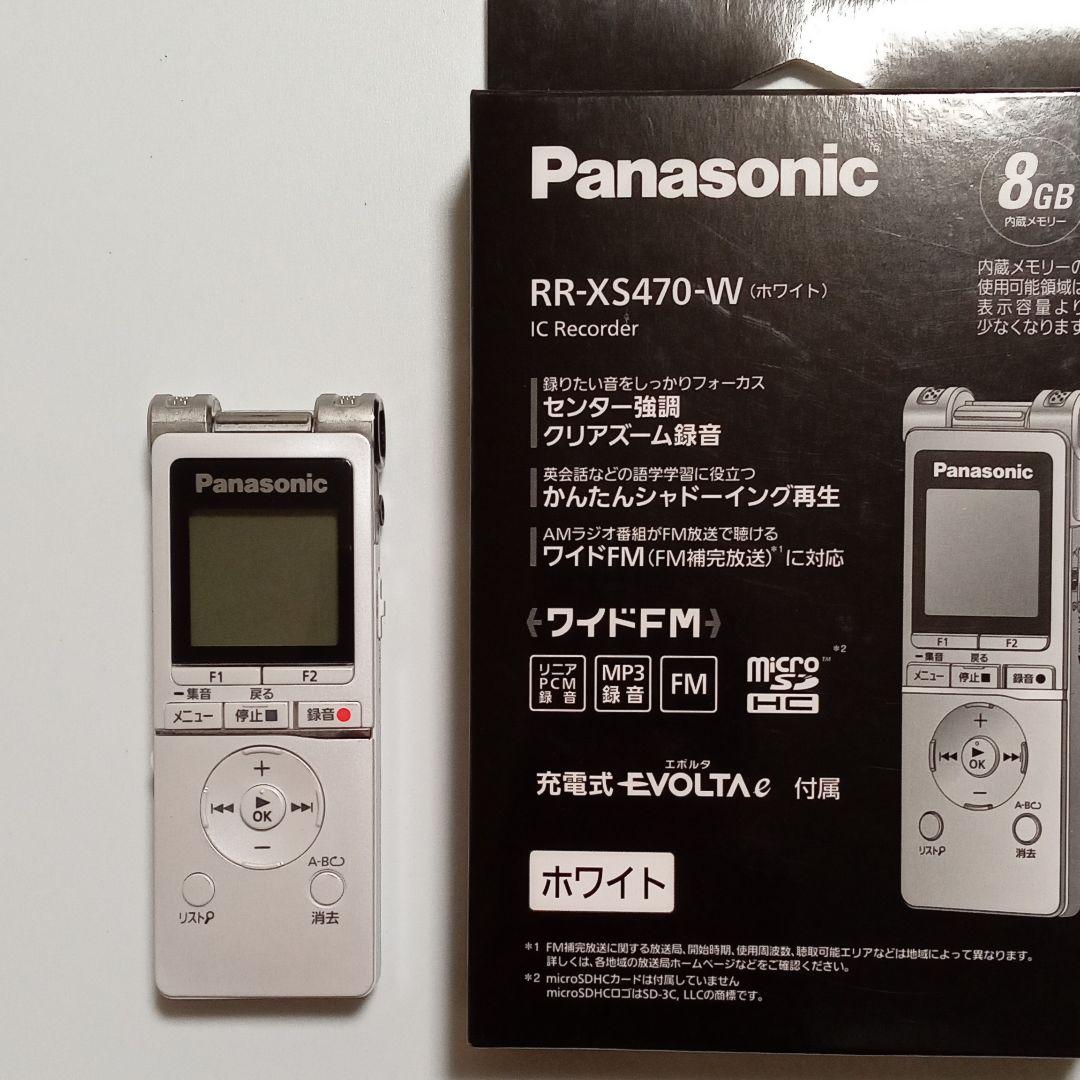 Panasonic
F1 F2
ー集音 戻る
メニュー 停止■ 録音●
+
OK
−
A-B
リスト 消去
Panasonic
8GB
内蔵メモリー
内蔵メモリーの
使用可能領域は
表示容量より
少なくなります
RR-XS470-W（ホワイト）
IC Recorder
録りたい音をしっかりフォーカス
センター強調
クリアズーム録音
英会話などの語学学習に役立つ
かんたんシャドーイング再生
AMラジオ番組がFM放送で聴ける
ワイドFM（FM補完放送）*1に対応
ワイドFM
リニア
PCM
録音
MP3
録音
FM
micro SD HC™ *2
エボルタ
充電式 EVOLTA e 付属
ホワイト
*1 FM補完放送に関する放送局、開始時期、使用周波数、聴取可能エリアなどは地域によって異なります。
詳しくは、各地域の放送局ホームページなどをご確認ください。
*2 microSDHCカードは付属していません
microSDHCロゴはSD-3C, LLCの商標です。
Panasonic
F1 F2
ー集音 戻る
メニュー 停止■ 録音●
+
OK
−
A-B
リスト 消去